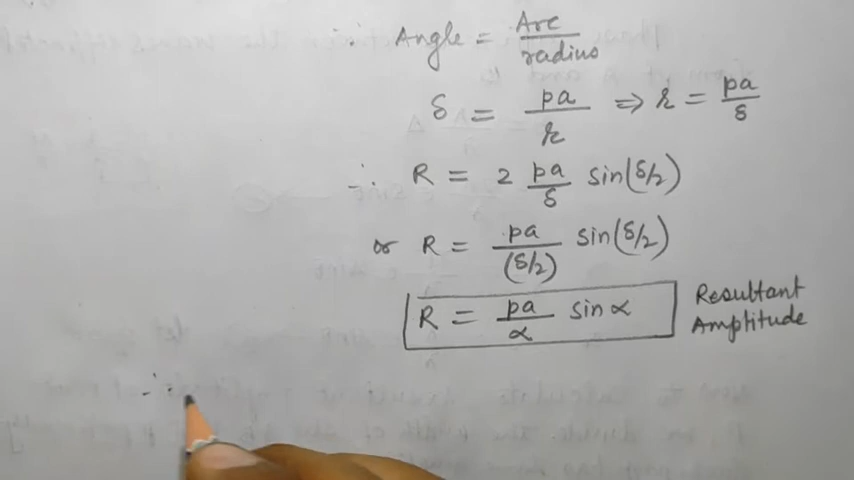 ∴ Angle = Arc/radius
δ = pa/r ⇒ r = pa/δ
∴ R = 2 pa/δ sin(δ/2)
or R = pa/(δ/2) sin(δ/2)
R = pa/α sin α Resultant Amplitude
∴